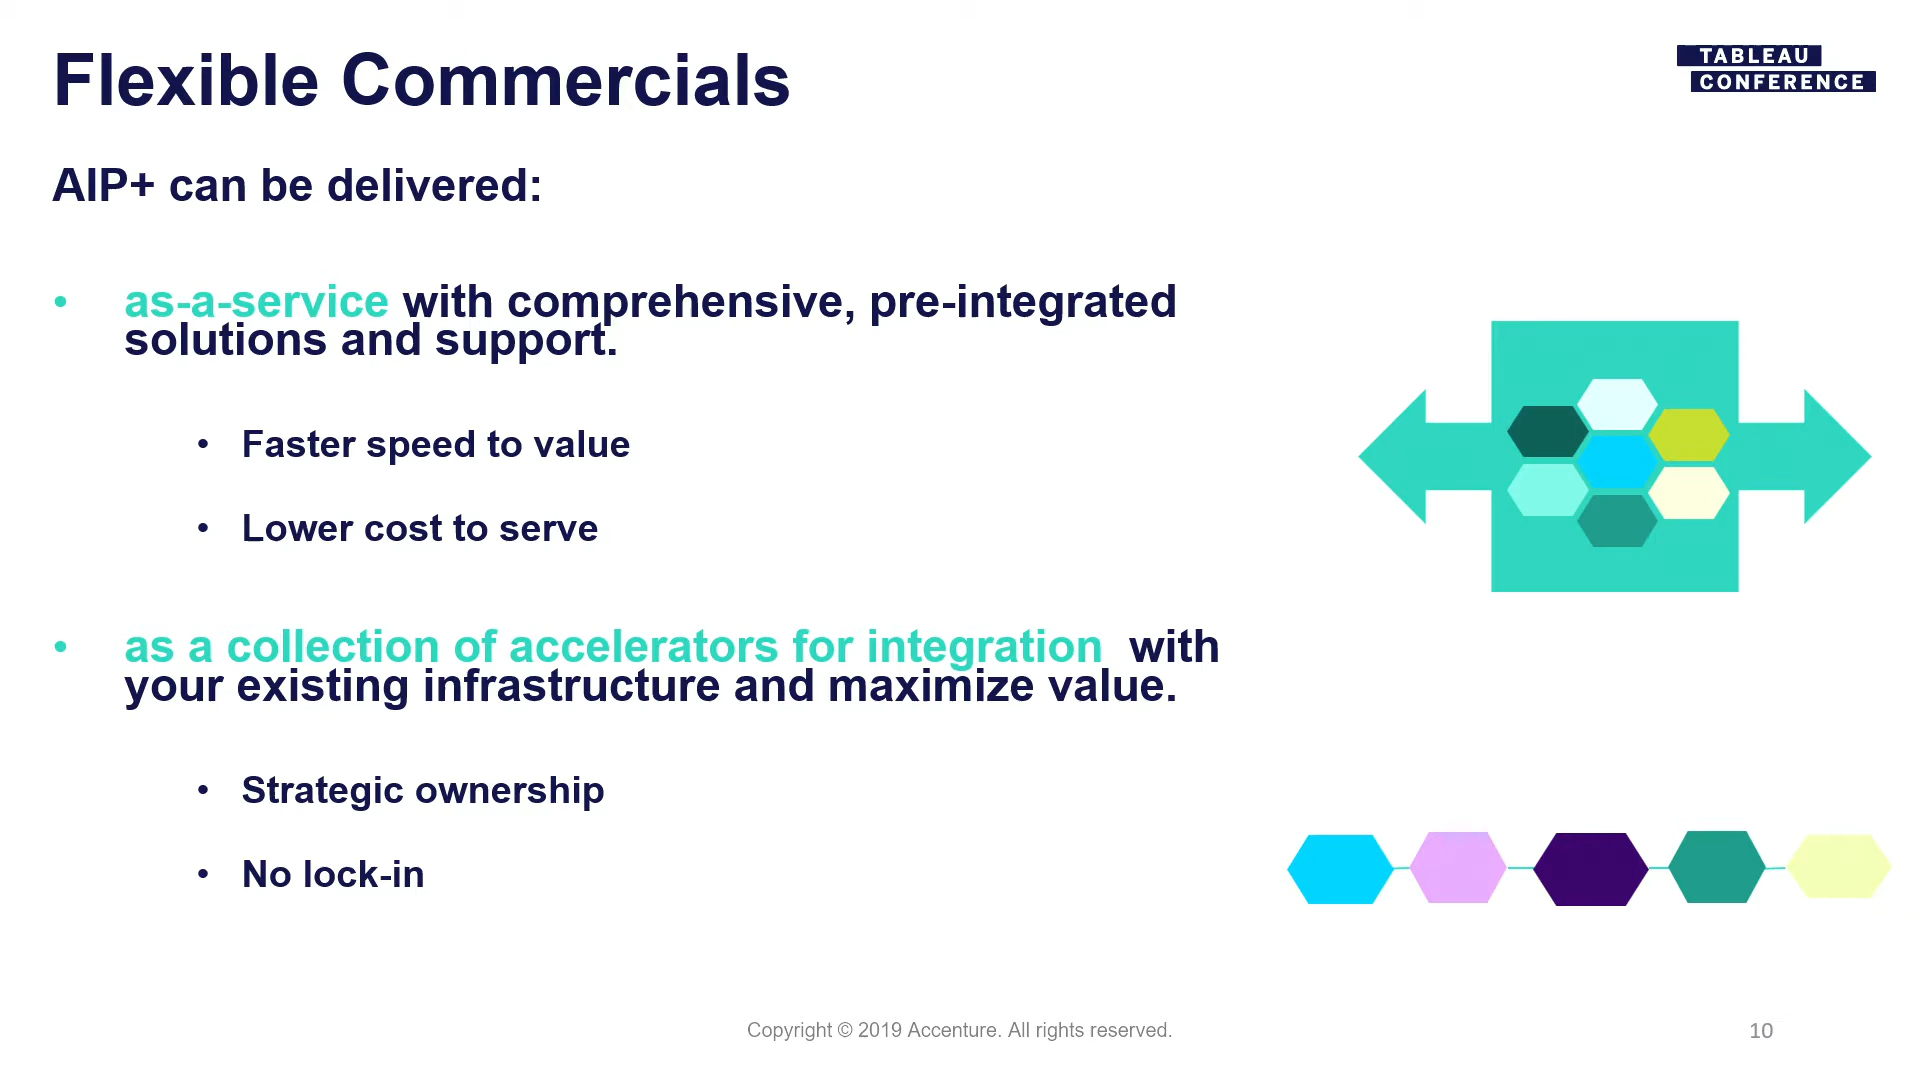 Flexible Commercials
TABLEAU
CONFERENCE
AIP+ can be delivered:
• as-a-service with comprehensive, pre-integrated
solutions and support.
• Faster speed to value
• Lower cost to serve
• as a collection of accelerators for integration  with
your existing infrastructure and maximize value.
• Strategic ownership
• No lock-in
Copyright © 2019 Accenture. All rights reserved.
10